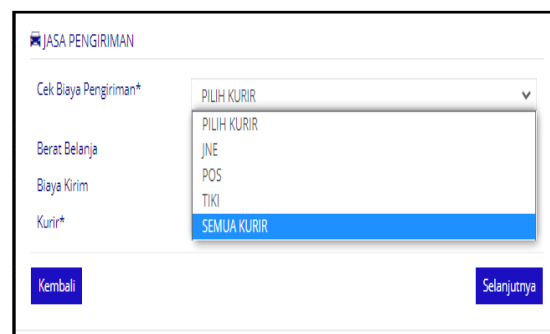 JASA PENGIRIMAN
Cek Biaya Pengiriman*
PILIH KURIR
PILIH KURIR
JNE
POS
TIKI
SEMUA KURIR
Berat Belanja
Biaya Kirim
Kurir*
Kembali
Selanjutnya